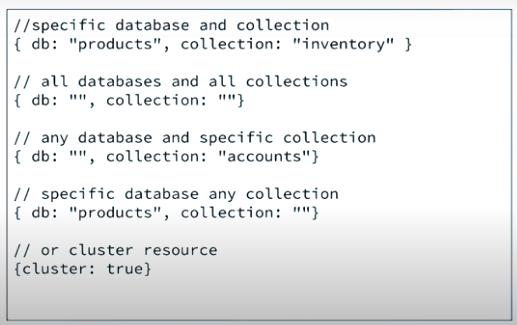 //specific database and collection
{ db: "products", collection: "inventory" }
// all databases and all collections
{ db: "", collection: ""}
// any database and specific collection
{ db: "", collection: "accounts"}
// specific database any collection
{ db: "products", collection: ""}
// or cluster resource
{cluster: true}